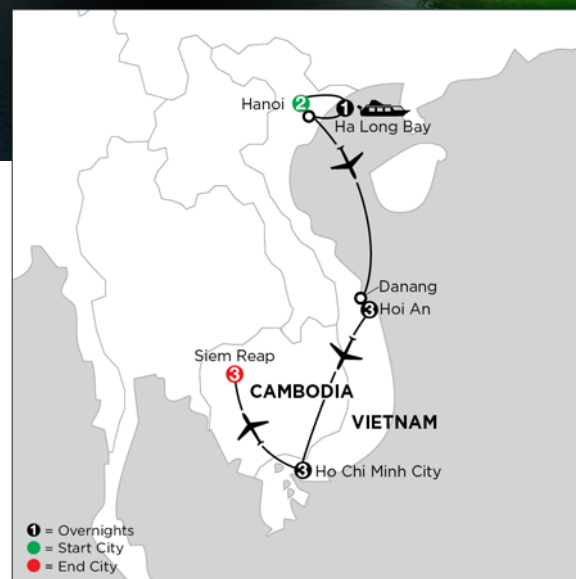 Hanoi 2
1
Ha Long Bay
Danang
3 Hoi An
Siem Reap
3
CAMBODIA
VIETNAM
3 Ho Chi Minh City
1 = Overnights
= Start City
= End City